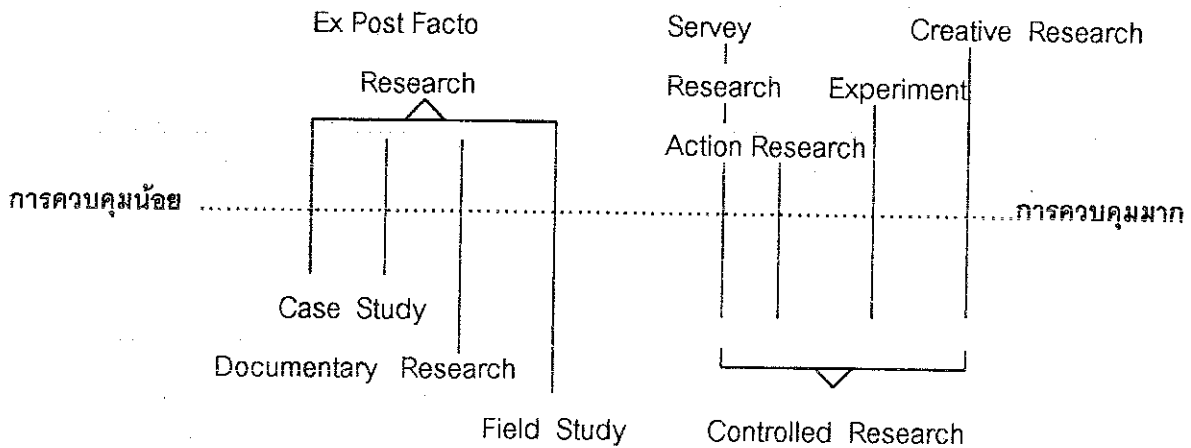 Ex Post Facto Servey Creative Research
Research Research Experiment
Action Research
การควบคุมน้อย การควบคุมมาก
Case Study
Documentary Research
Field Study Controlled Research